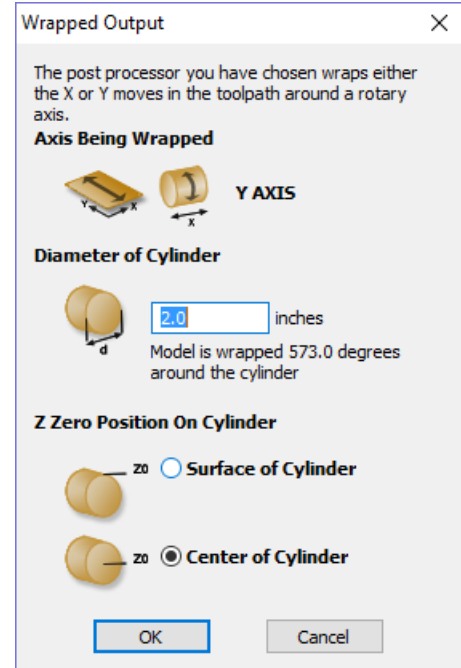 Wrapped Output
The post processor you have chosen wraps either
the X or Y moves in the toolpath around a rotary
axis.
Axis Being Wrapped
Y X
X
Y AXIS
Diameter of Cylinder
d
2.0 inches
Model is wrapped 573.0 degrees
around the cylinder
Z Zero Position On Cylinder
Z0 Surface of Cylinder
Z0 Center of Cylinder
OK Cancel